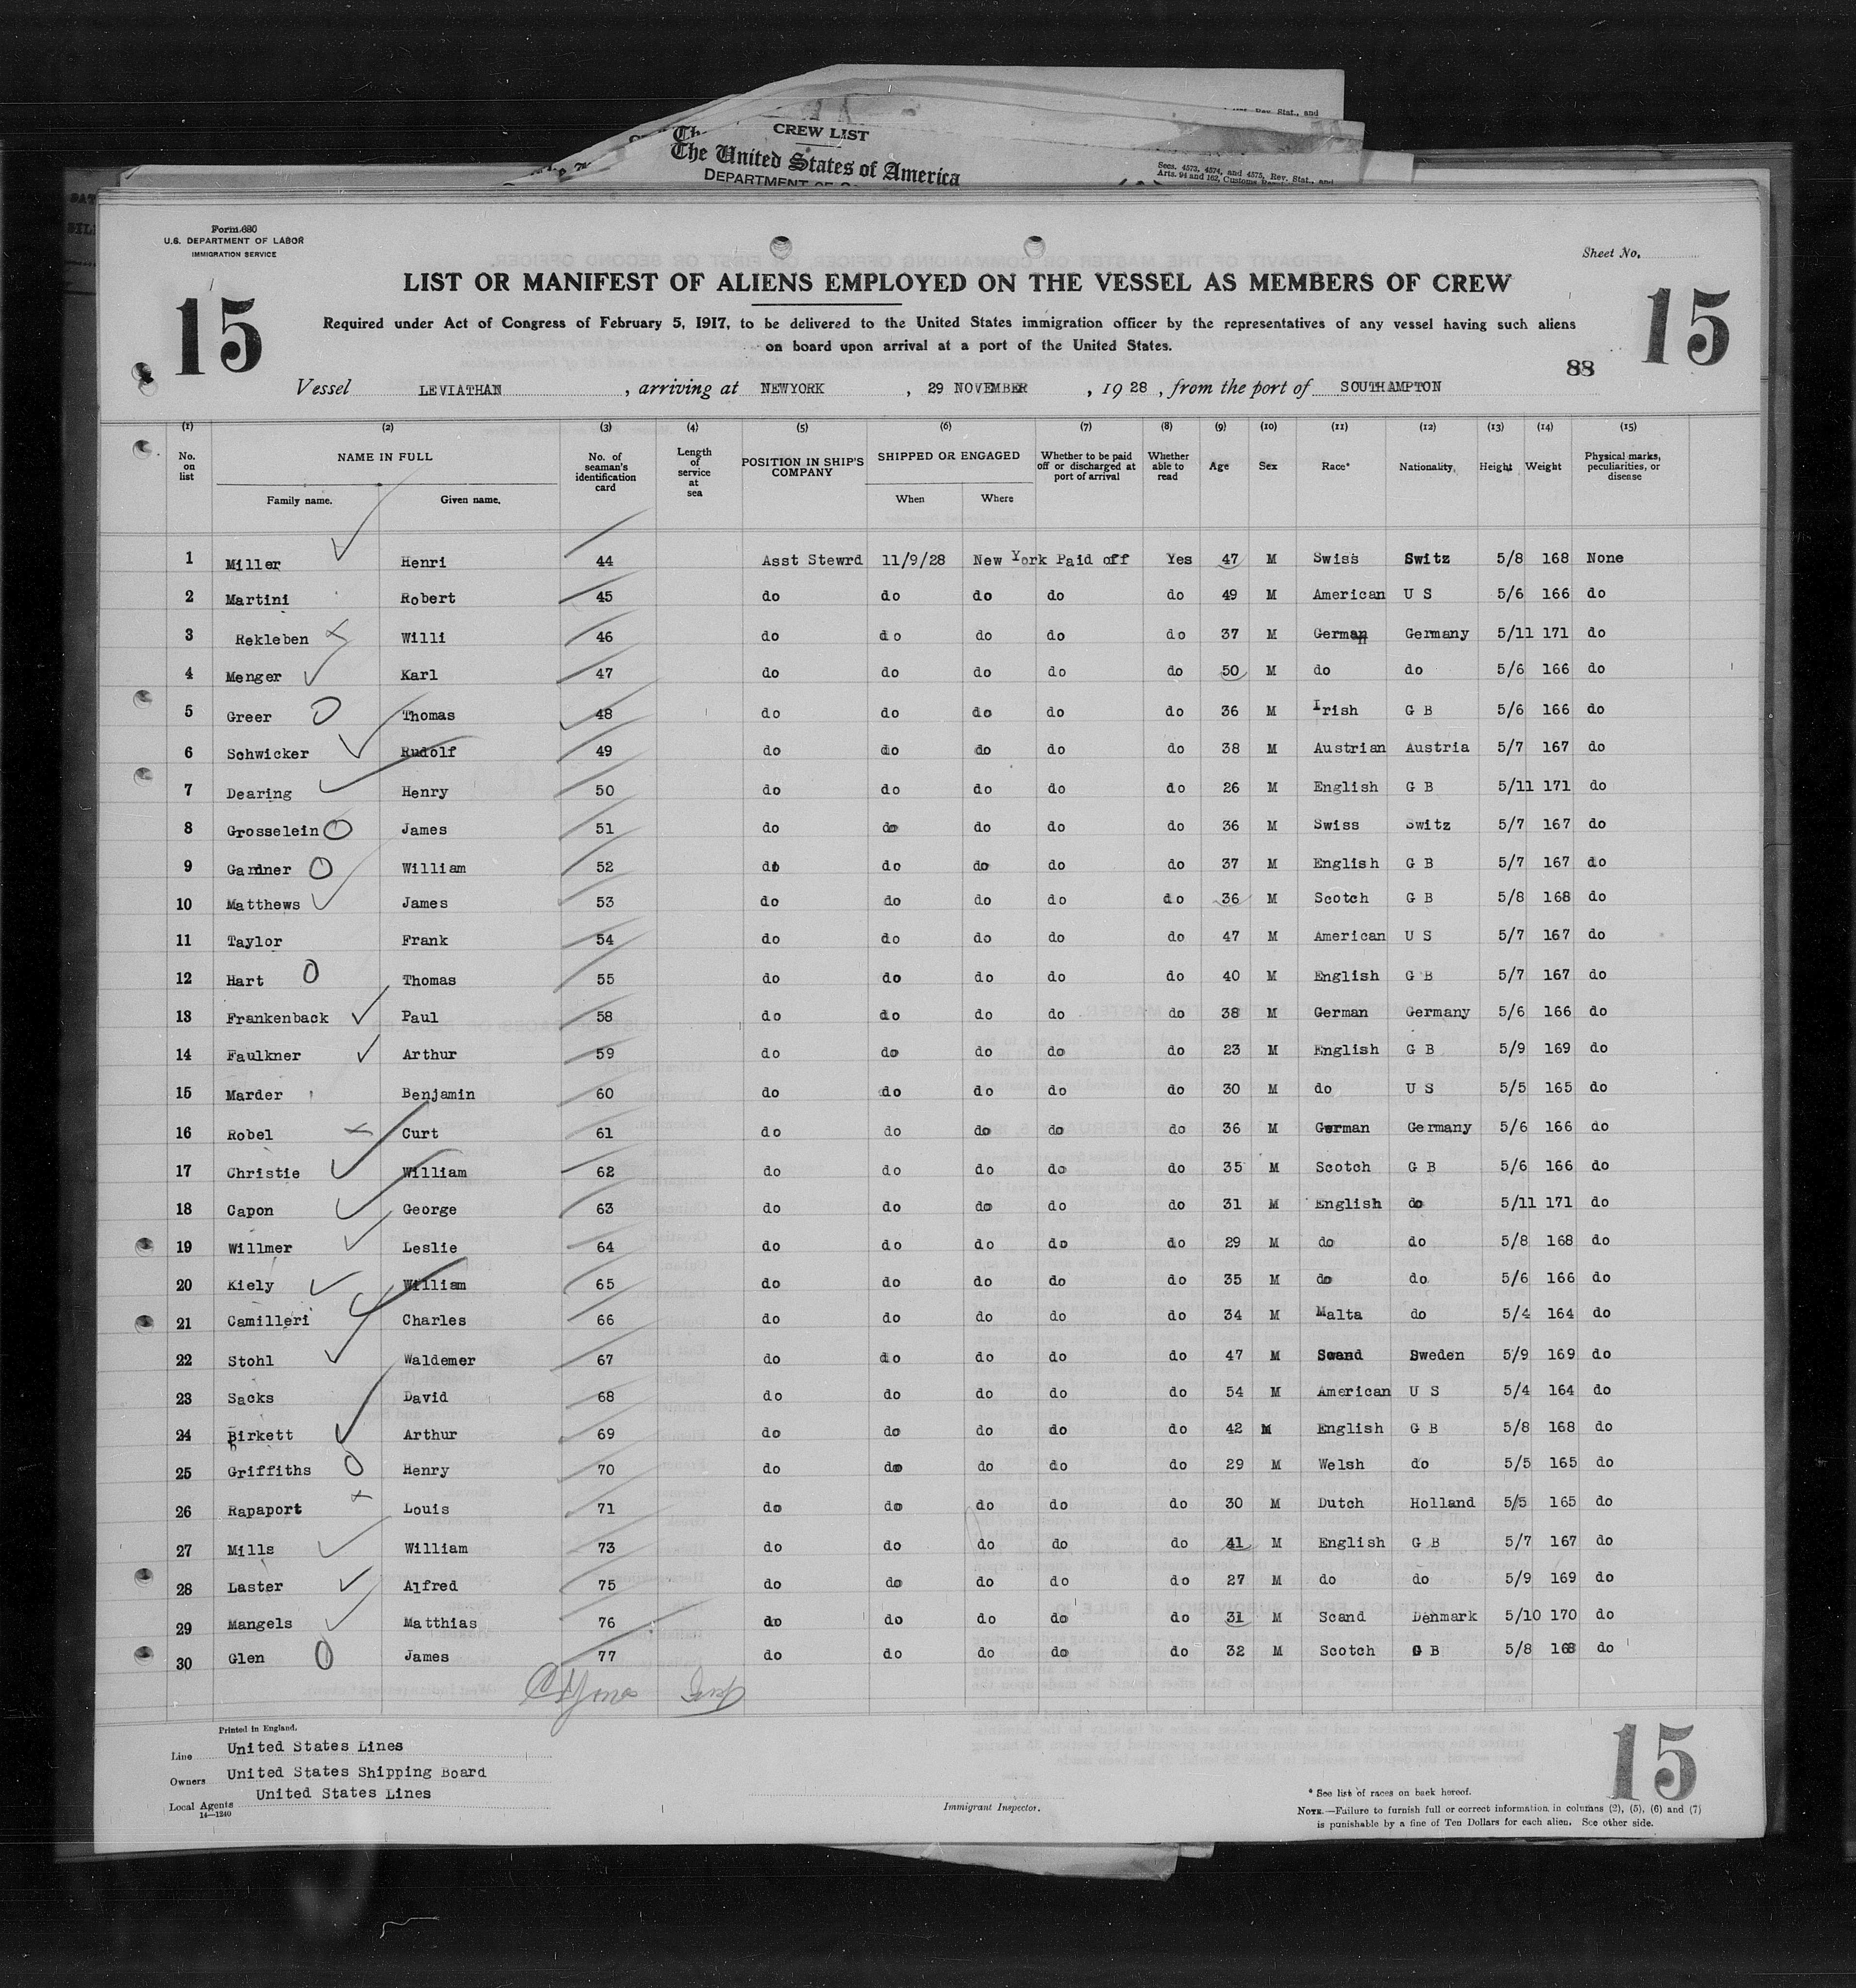 CREW LIST
The United States of America
Secs. 4573, 4574, and 4575, Rev. Stat., and
Arts. 94 and 162, Customs
Form 680
U.S. DEPARTMENT OF LABOR
IMMIGRATION SERVICE
Sheet No.
15
15
LIST OR MANIFEST OF ALIENS EMPLOYED ON THE VESSEL AS MEMBERS OF CREW
Required under Act of Congress of February 5, 1917, to be delivered to the United States immigration officer by the representatives of any vessel having such aliens
on board upon arrival at a port of the United States.
88
Vessel LEVIATHAN, arriving at NEWYORK, 29 NOVEMBER, 1928, from the port of SOUTHAMPTON
(1) (2) (3) (4) (5) (6) (7) (8) (9) (10) (11) (12) (13) (14) (15)
No. on list NAME IN FULL Family name. Given name. No. of seaman's identification card Length of service at sea POSITION IN SHIP'S COMPANY SHIPPED OR ENGAGED When Where Whether to be paid off or discharged at port of arrival Whether able to read Age Sex Race* Nationality. Height Weight Physical marks, peculiarities, or disease
1 Miller Henri 44 Asst Stewrd 11/9/28 New York Paid off Yes 47 M Swiss Switz 5/8 168 None
2 Martini Robert 45 do do do do do 49 M American U S 5/6 166 do
3 Rekleben Willi 46 do do do do do 37 M German Germany 5/11 171 do
4 Menger Karl 47 do do do do do 50 M do do 5/6 166 do
5 Greer Thomas 48 do do do do do 36 M Irish G B 5/6 166 do
6 Schwicker Rudolf 49 do do do do do 38 M Austrian Austria 5/7 167 do
7 Dearing Henry 50 do do do do do 26 M English G B 5/11 171 do
8 Grosselein James 51 do do do do do 36 M Swiss Switz 5/7 167 do
9 Gardner William 52 do do do do do 37 M English G B 5/7 167 do
10 Matthews James 53 do do do do do 36 M Scotch G B 5/8 168 do
11 Taylor Frank 54 do do do do do 47 M American U S 5/7 167 do
12 Hart Thomas 55 do do do do do 40 M English G B 5/7 167 do
13 Frankenback Paul 58 do do do do do 38 M German Germany 5/6 166 do
14 Faulkner Arthur 59 do do do do do 23 M English G B 5/9 169 do
15 Marder Benjamin 60 do do do do do 30 M do U S 5/5 165 do
16 Robel Curt 61 do do do do do 36 M German Germany 5/6 166 do
17 Christie William 62 do do do do do 35 M Scotch G B 5/6 166 do
18 Capon George 63 do do do do do 31 M English do 5/11 171 do
19 Willmer Leslie 64 do do do do do 29 M do do 5/8 168 do
20 Kiely William 65 do do do do do 35 M do do 5/6 166 do
21 Camilleri Charles 66 do do do do do 34 M Malta do 5/4 164 do
22 Stohl Waldemer 67 do do do do do 47 M Scand Sweden 5/9 169 do
23 Sacks David 68 do do do do do 54 M American U S 5/4 164 do
24 Birkett Arthur 69 do do do do do 42 M English G B 5/8 168 do
25 Griffiths Henry 70 do do do do do 29 M Welsh do 5/5 165 do
26 Rapaport Louis 71 do do do do do 30 M Dutch Holland 5/5 165 do
27 Mills William 73 do do do do do 41 M English G B 5/7 167 do
28 Laster Alfred 75 do do do do do 27 M do do 5/9 169 do
29 Mangels Matthias 76 do do do do do 31 M Scand Denmark 5/10 170 do
30 Glen James 77 do do do do do 32 M Scotch G B 5/8 168 do
Printed in England.
Line United States Lines
Owners United States Shipping Board
Local Agents United States Lines
14—1240
Immigrant Inspector.
15
* See list of races on back hereof.
NOTE.—Failure to furnish full or correct information in columns (2), (5), (6) and (7)
is punishable by a fine of Ten Dollars for each alien. See other side.